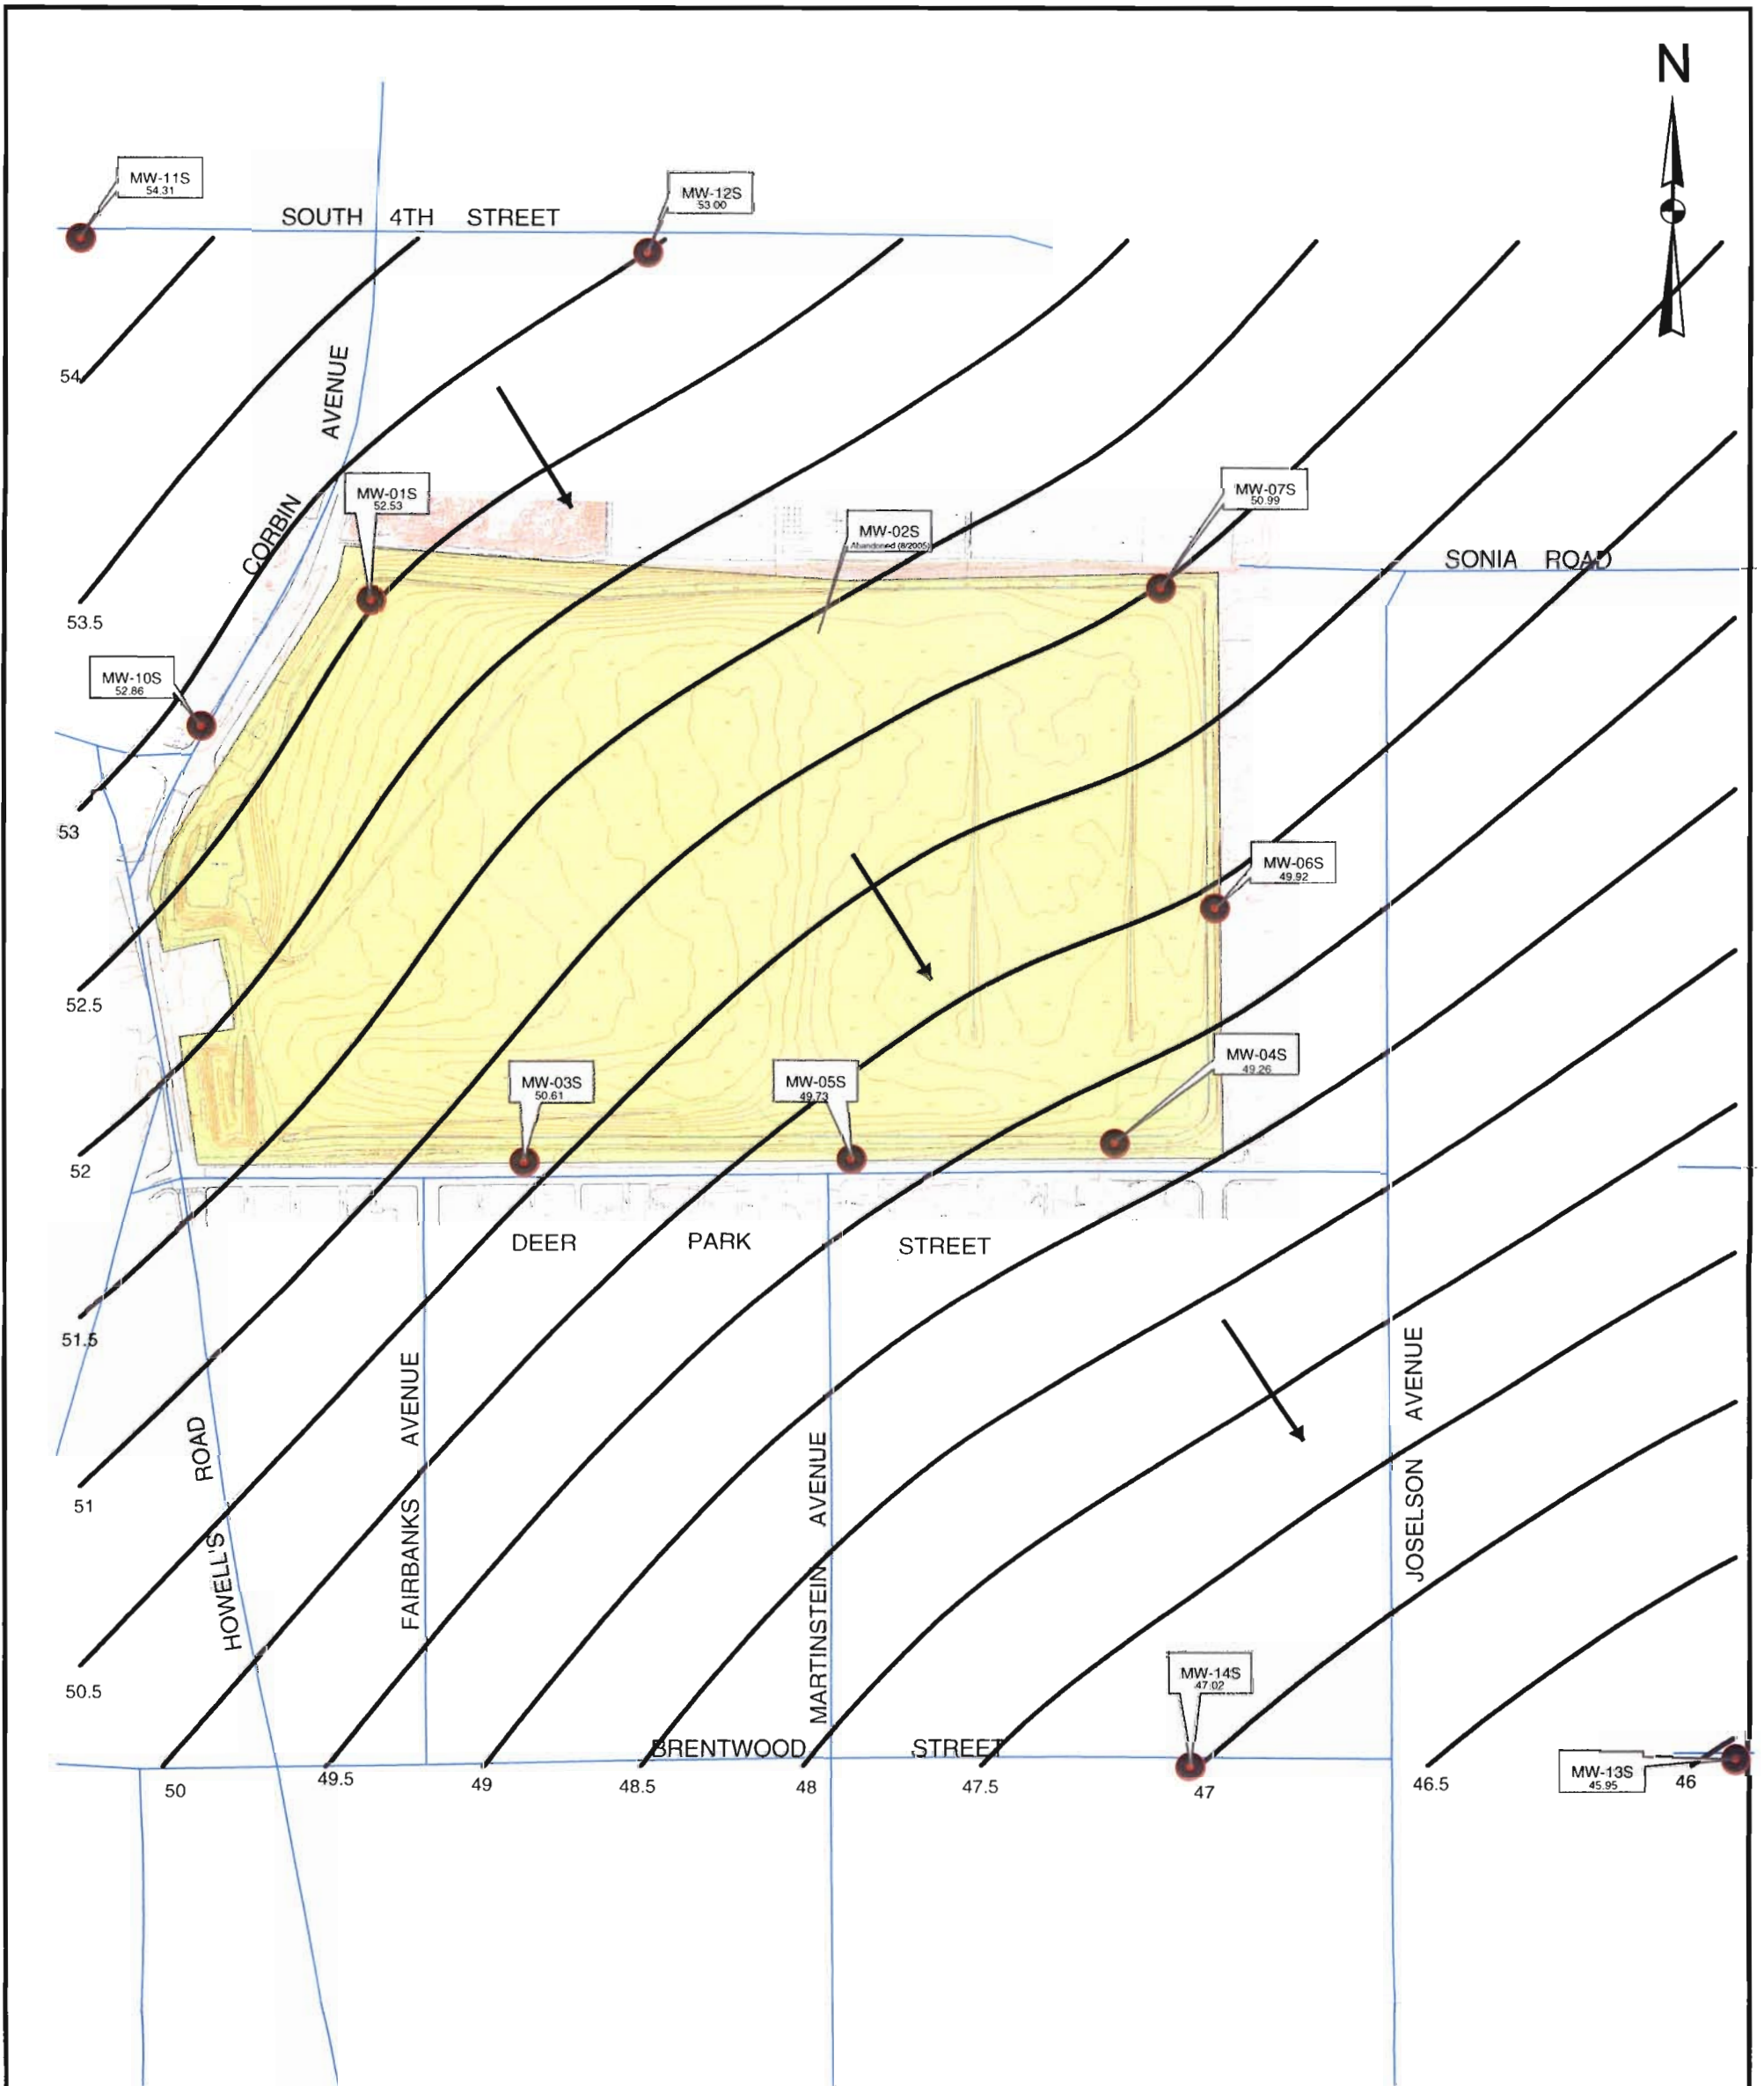 N
MW-11S
54.31
MW-12S
53.00
SOUTH 4TH STREET
54
CORBIN AVENUE
MW-01S
52.53
MW-07S
50.99
MW-02S
Abandoned (8/2005)
SONIA ROAD
53.5
MW-10S
52.86
53
MW-06S
49.92
52.5
MW-04S
49.26
MW-03S
50.61
MW-05S
49.73
52
DEER PARK STREET
51.5
HOWELL'S ROAD
FAIRBANKS AVENUE
MARTINSTEIN AVENUE
JOSELSON AVENUE
51
50.5
MW-14S
47.02
BRENTWOOD STREET
MW-13S
45.95
50
49.5
49
48.5
48
47.5
47
46.5
46